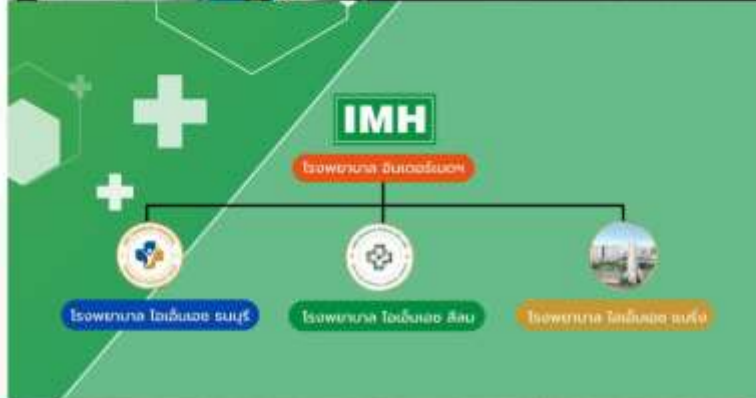 IMH
โรงพยาบาล อินเตอร์เมดฯ
โรงพยาบาล ไอเอ็มเอช ธนบุรี
โรงพยาบาล ไอเอ็มเอช สีลม
โรงพยาบาล ไอเอ็มเอช แบริ่ง